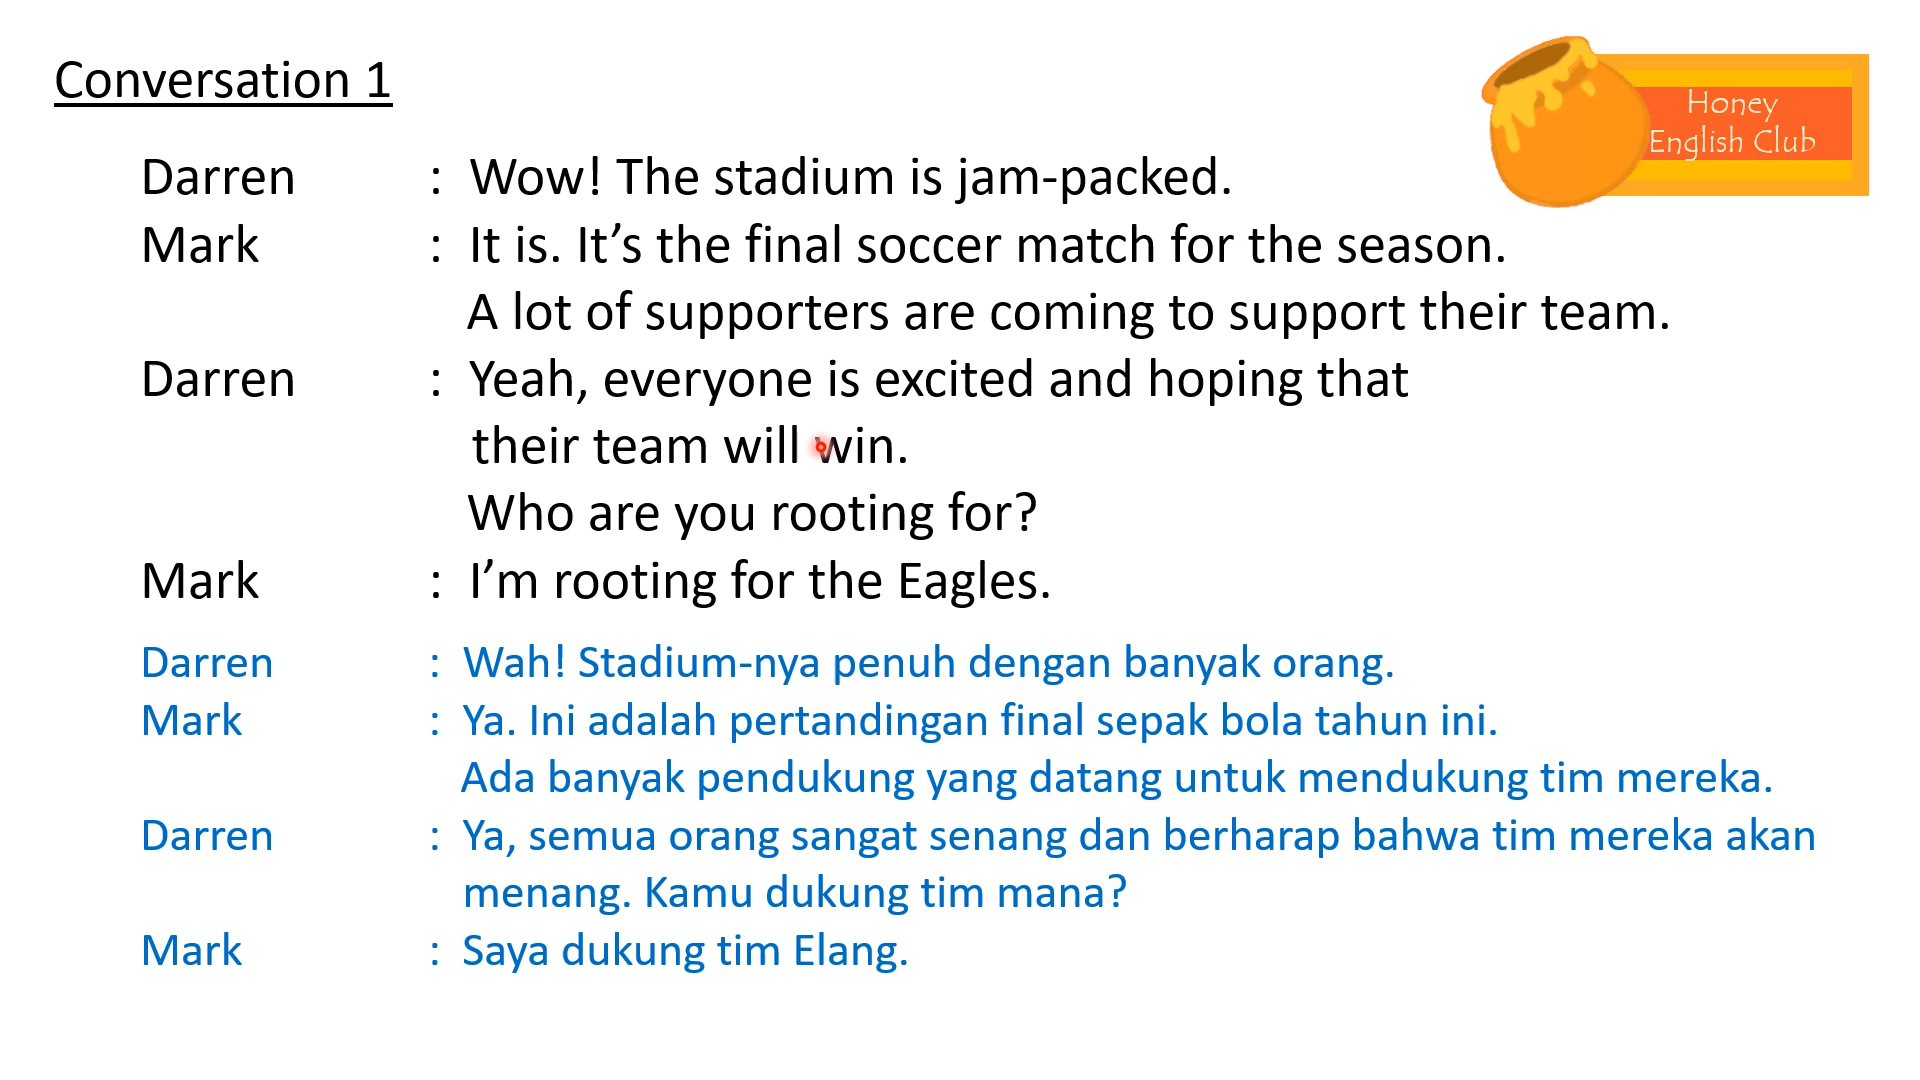 Conversation 1
Honey
English Club
Darren : Wow! The stadium is jam-packed.
Mark : It is. It’s the final soccer match for the season.
A lot of supporters are coming to support their team.
Darren : Yeah, everyone is excited and hoping that
their team will win.
Who are you rooting for?
Mark : I’m rooting for the Eagles.
Darren : Wah! Stadium-nya penuh dengan banyak orang.
Mark : Ya. Ini adalah pertandingan final sepak bola tahun ini.
Ada banyak pendukung yang datang untuk mendukung tim mereka.
Darren : Ya, semua orang sangat senang dan berharap bahwa tim mereka akan
menang. Kamu dukung tim mana?
Mark : Saya dukung tim Elang.